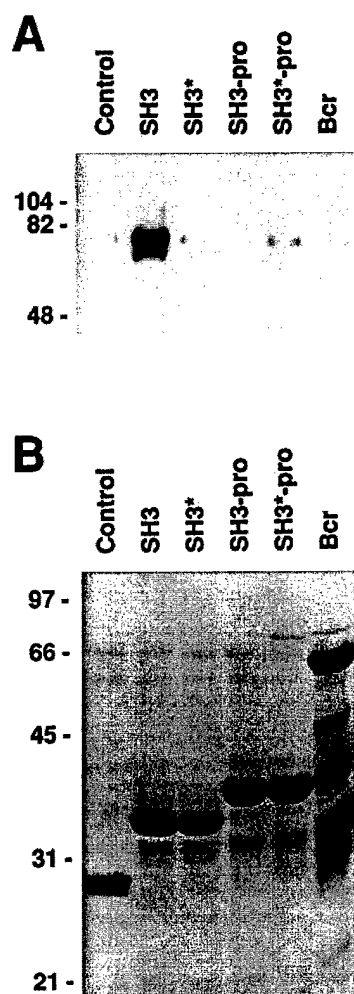 A
Control SH3 SH3* SH3-pro SH3*-pro Bcr
104 -
82 -
48 -
B
Control SH3 SH3* SH3-pro SH3*-pro Bcr
97 -
66 -
45 -
31 -
21 -